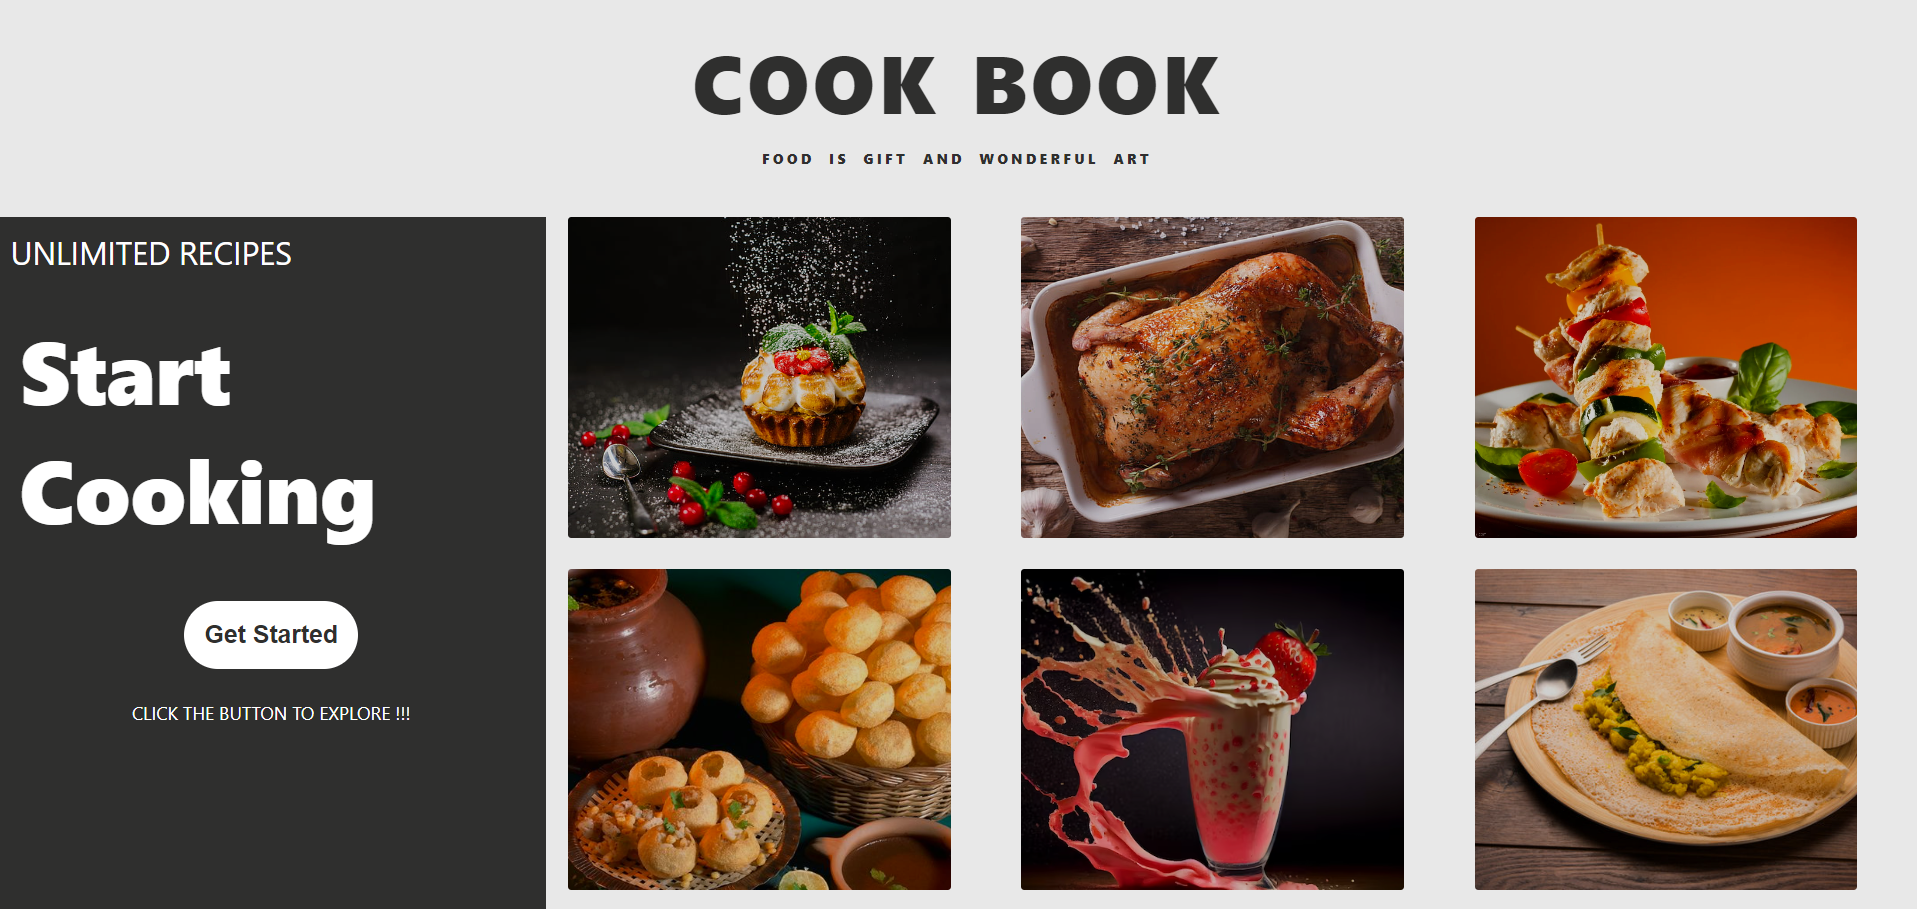 COOK BOOK
FOOD IS GIFT AND WONDERFUL ART
UNLIMITED RECIPES
Start
Cooking
Get Started
CLICK THE BUTTON TO EXPLORE !!!